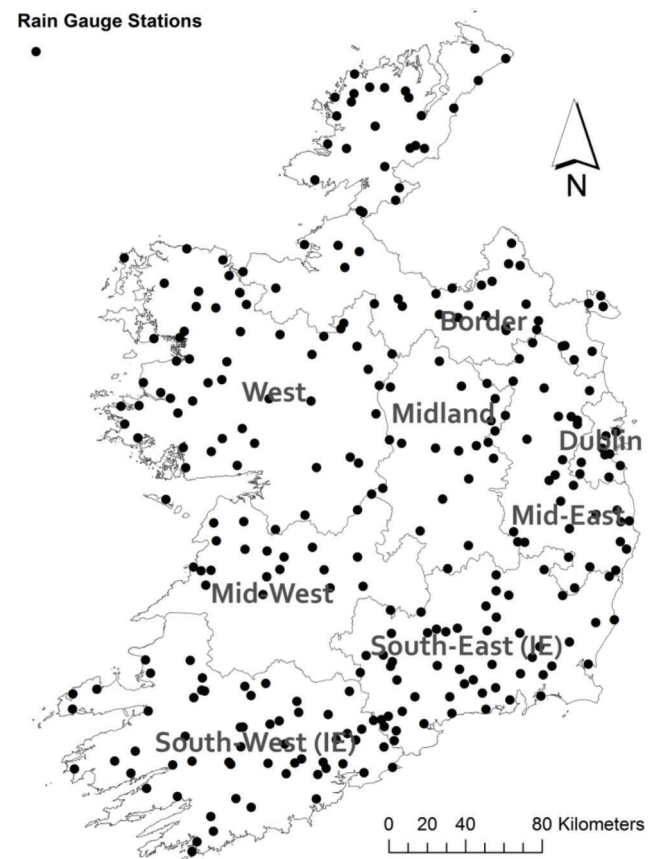 Rain Gauge Stations
N
Border
West
Midland
Dublin
Mid-East
Mid-West
South-East (IE)
South-West (IE)
0 20 40 80 Kilometers